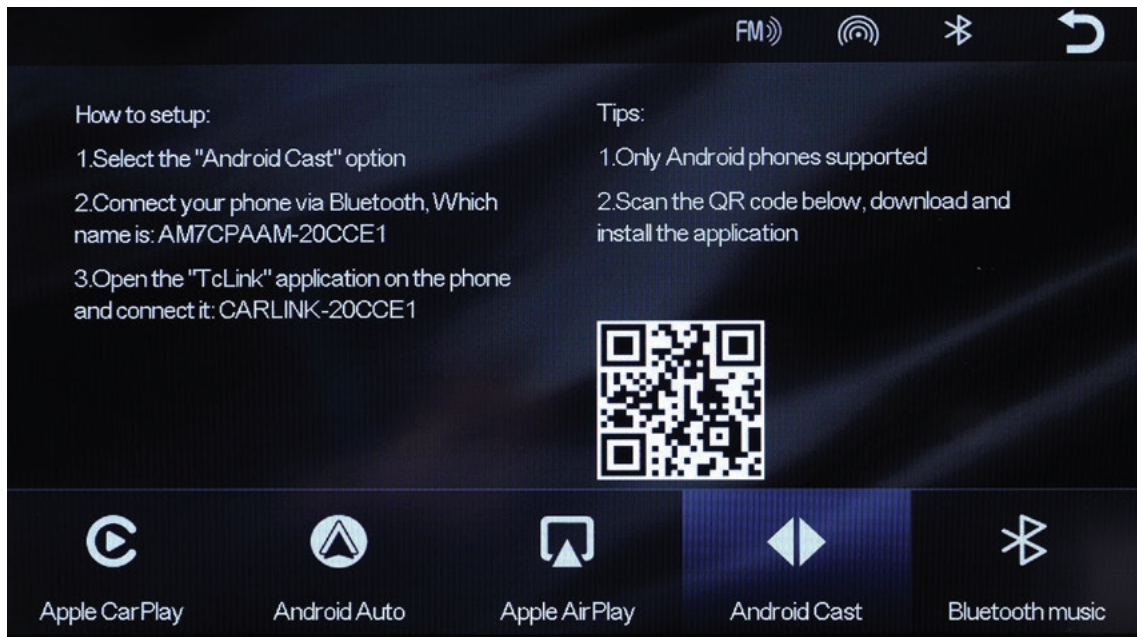 FM
How to setup:
1.Select the "Android Cast" option
2.Connect your phone via Bluetooth, Which
name is: AM7CPAAM-20CCE1
3.Open the "TcLink" application on the phone
and connect it: CARLINK-20CCE1
Tips:
1.Only Android phones supported
2.Scan the QR code below, download and
install the application
Apple CarPlay
Android Auto
Apple AirPlay
Android Cast
Bluetooth music